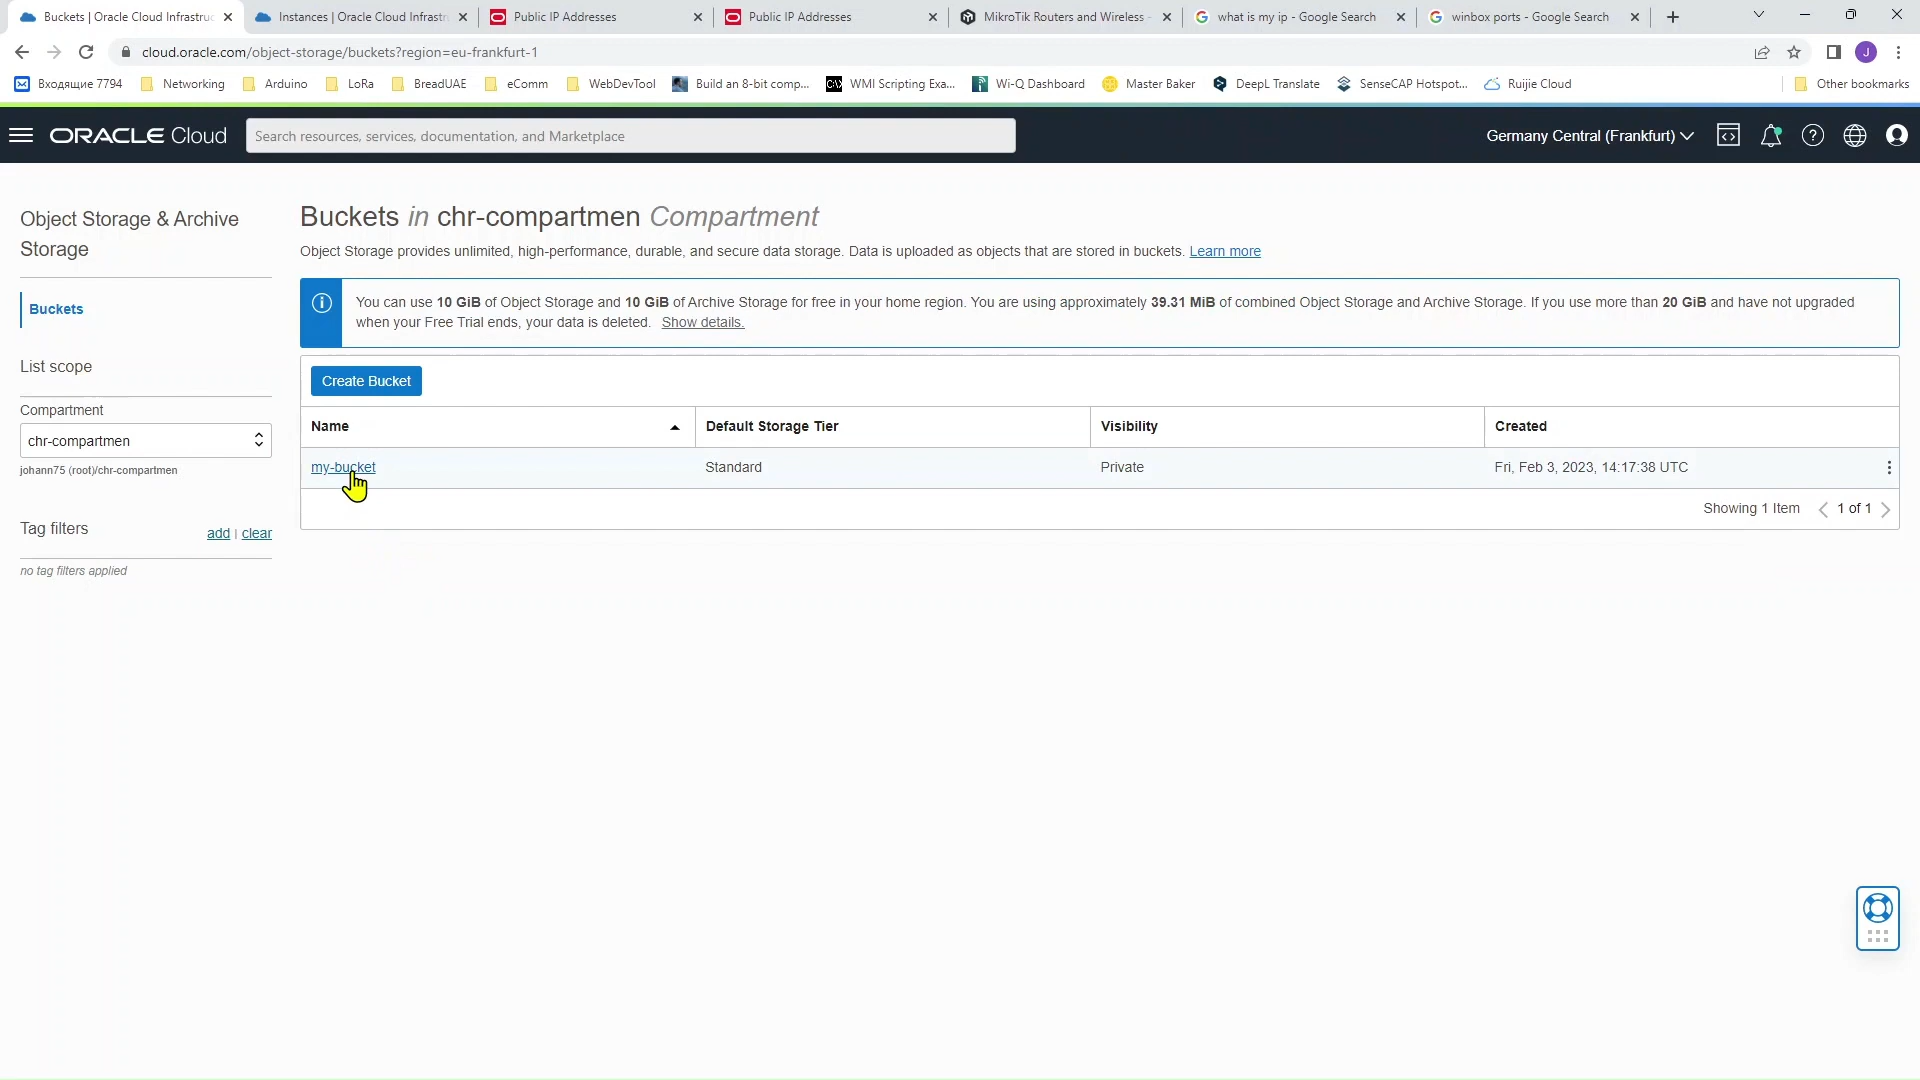 Buckets | Oracle Cloud Infrastruc
Instances | Oracle Cloud Infrastr
Public IP Addresses
Public IP Addresses
MikroTik Routers and Wireless -
what is my ip - Google Search
winbox ports - Google Search
cloud.oracle.com/object-storage/buckets?region=eu-frankfurt-1
J
Входящие 7794
Networking
Arduino
LoRa
BreadUAE
eComm
WebDevTool
Build an 8-bit comp...
WMI Scripting Exa...
Wi-Q Dashboard
Master Baker
DeepL Translate
SenseCAP Hotspot...
Ruijie Cloud
Other bookmarks
ORACLE Cloud
Search resources, services, documentation, and Marketplace
Germany Central (Frankfurt)
Object Storage & Archive
Storage
Buckets
List scope
Compartment
chr-compartmen
johann75 (root)/chr-compartmen
Tag filters
add | clear
no tag filters applied
Buckets in chr-compartmen Compartment
Object Storage provides unlimited, high-performance, durable, and secure data storage. Data is uploaded as objects that are stored in buckets. Learn more
You can use 10 GiB of Object Storage and 10 GiB of Archive Storage for free in your home region. You are using approximately 39.31 MiB of combined Object Storage and Archive Storage. If you use more than 20 GiB and have not upgraded
when your Free Trial ends, your data is deleted. Show details.
Create Bucket
Name
Default Storage Tier
Visibility
Created
my-bucket
Standard
Private
Fri, Feb 3, 2023, 14:17:38 UTC
Showing 1 Item
1 of 1